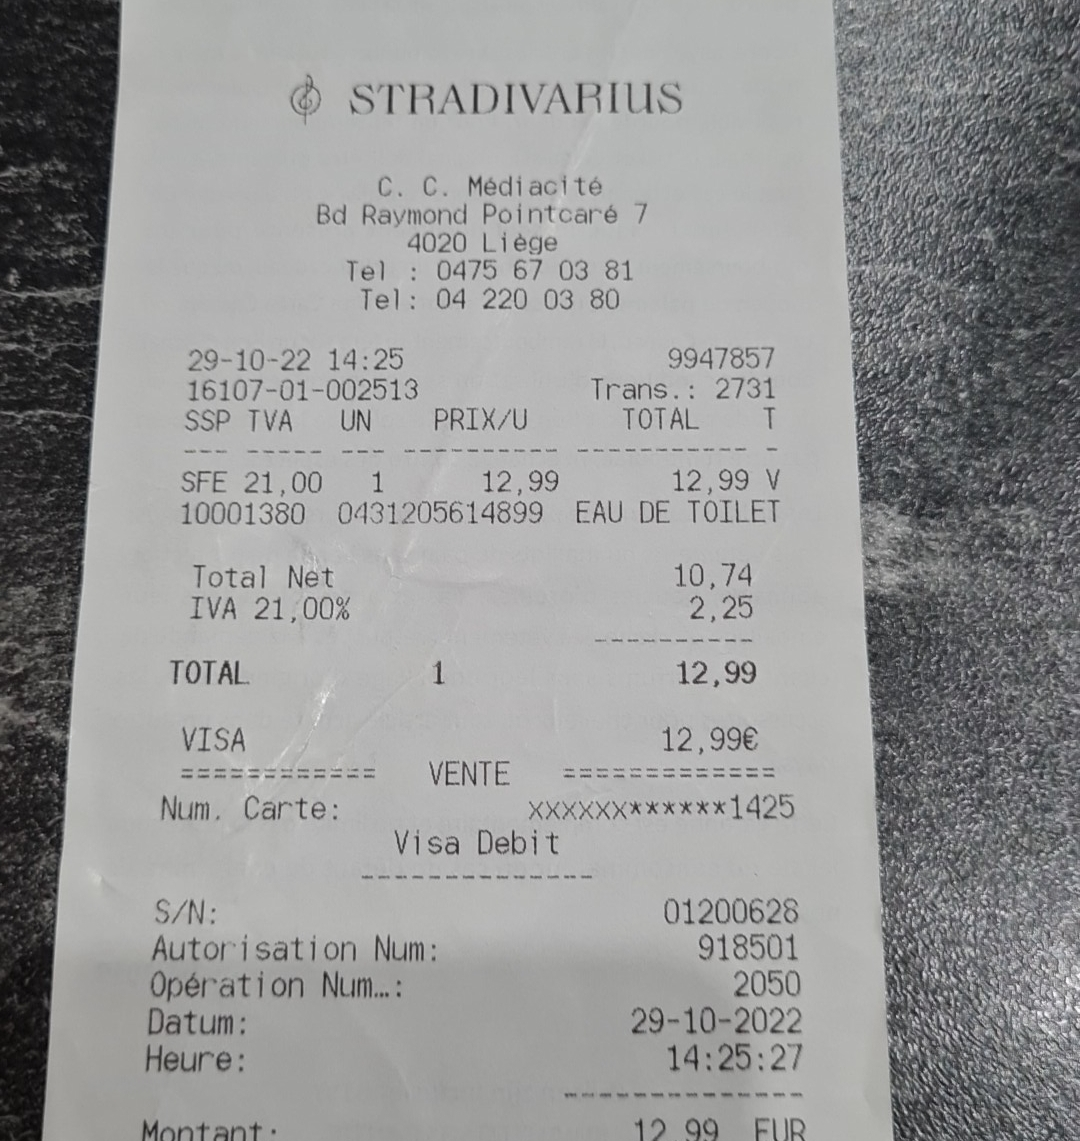 STRADIVARIUS
C. C. Médiacité
Bd Raymond Pointcaré 7
4020 Liège
Tel : 0475 67 03 81
Tel: 04 220 03 80
29-10-22 14:25 9947857
16107-01-002513 Trans.: 2731
SSP TVA UN PRIX/U TOTAL T
--- ----- -- ---------- ------------- -
SFE 21,00 1 12,99 12,99 V
10001380 0431205614899 EAU DE TOILET
Total Net 10,74
IVA 21,00% 2,25
----------
TOTAL 1 12,99
VISA 12,99€
============ VENTE =============
Num. Carte: XXXXXX******1425
Visa Debit
--------------
S/N: 01200628
Autorisation Num: 918501
Opération Num…: 2050
Datum: 29-10-2022
Heure: 14:25:27
--------------
Montant: 12,99 EUR